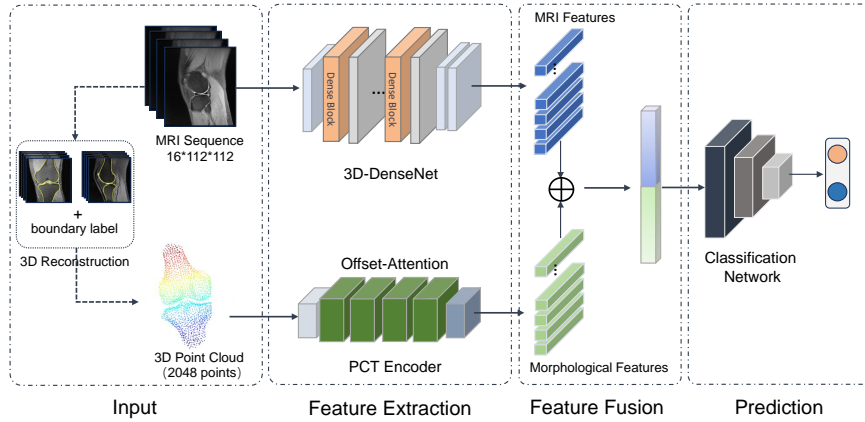 MRI Sequence
16*112*112
+
boundary label
3D Reconstruction
3D Point Cloud
(2048 points)
Input
Dense Block
...
Dense Block
3D-DenseNet
Offset-Attention
PCT Encoder
Feature Extraction
MRI Features
...
...
Morphological Features
Feature Fusion
Classification
Network
Prediction